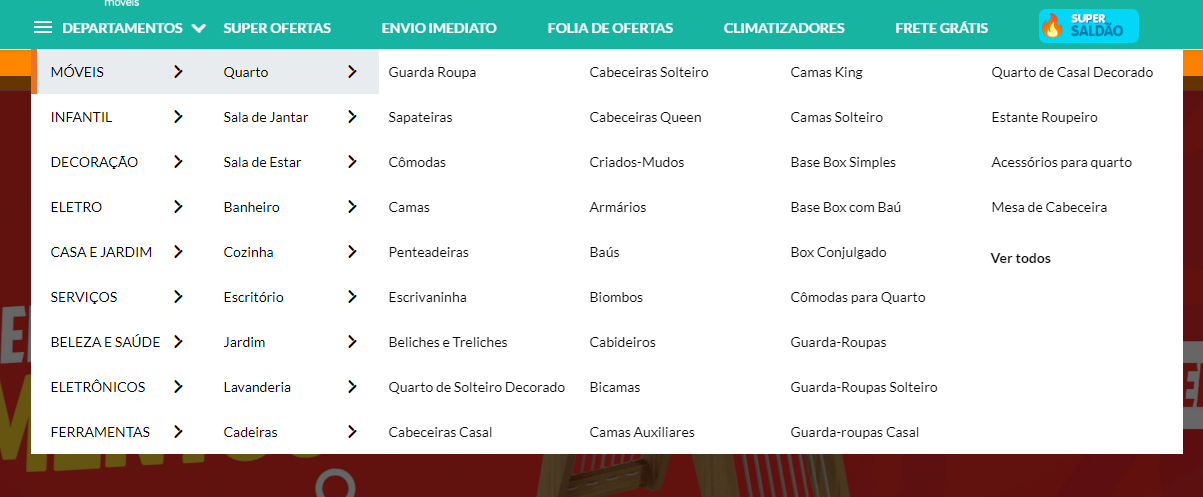 móveis
DEPARTAMENTOS
SUPER OFERTAS
ENVIO IMEDIATO
FOLIA DE OFERTAS
CLIMATIZADORES
FRETE GRÁTIS
SUPER
SALDÃO
MÓVEIS
INFANTIL
DECORAÇÃO
ELETRO
CASA E JARDIM
SERVIÇOS
BELEZA E SAÚDE
ELETRÔNICOS
FERRAMENTAS
Quarto
Sala de Jantar
Sala de Estar
Banheiro
Cozinha
Escritório
Jardim
Lavanderia
Cadeiras
Guarda Roupa
Sapateiras
Cômodas
Camas
Penteadeiras
Escrivaninha
Beliches e Treliches
Quarto de Solteiro Decorado
Cabeceiras Casal
Cabeceiras Solteiro
Cabeceiras Queen
Criados-Mudos
Armários
Baús
Biombos
Cabideiros
Bicamas
Camas Auxiliares
Camas King
Camas Solteiro
Base Box Simples
Base Box com Baú
Box Conjulgado
Cômodas para Quarto
Guarda-Roupas
Guarda-Roupas Solteiro
Guarda-roupas Casal
Quarto de Casal Decorado
Estante Roupeiro
Acessórios para quarto
Mesa de Cabeceira
Ver todos